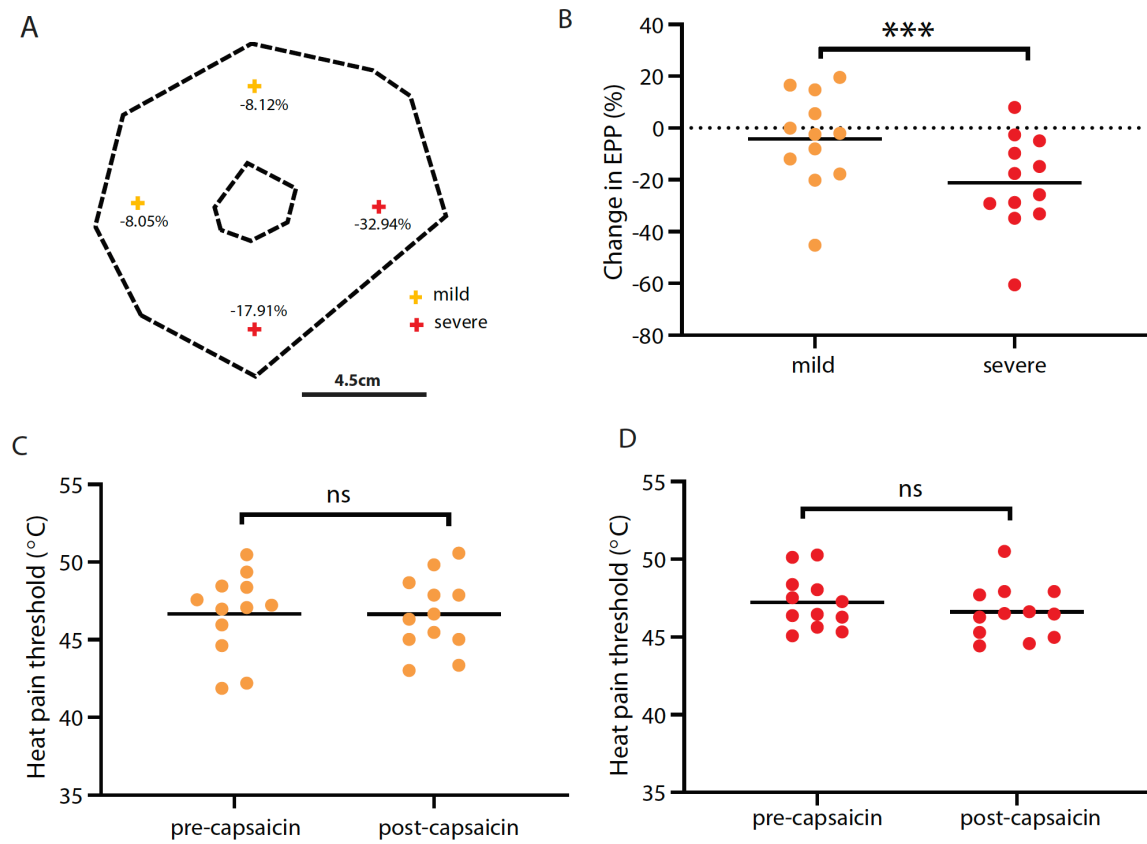 A
-8.12%
-8.05%
-32.94%
-17.91%
mild
severe
4.5cm
B
***
Change in EPP (%)
40
20
0
-20
-40
-60
-80
mild
severe
C
ns
Heat pain threshold (°C)
55
50
45
40
35
pre-capsaicin
post-capsaicin
D
ns
Heat pain threshold (°C)
55
50
45
40
35
pre-capsaicin
post-capsaicin